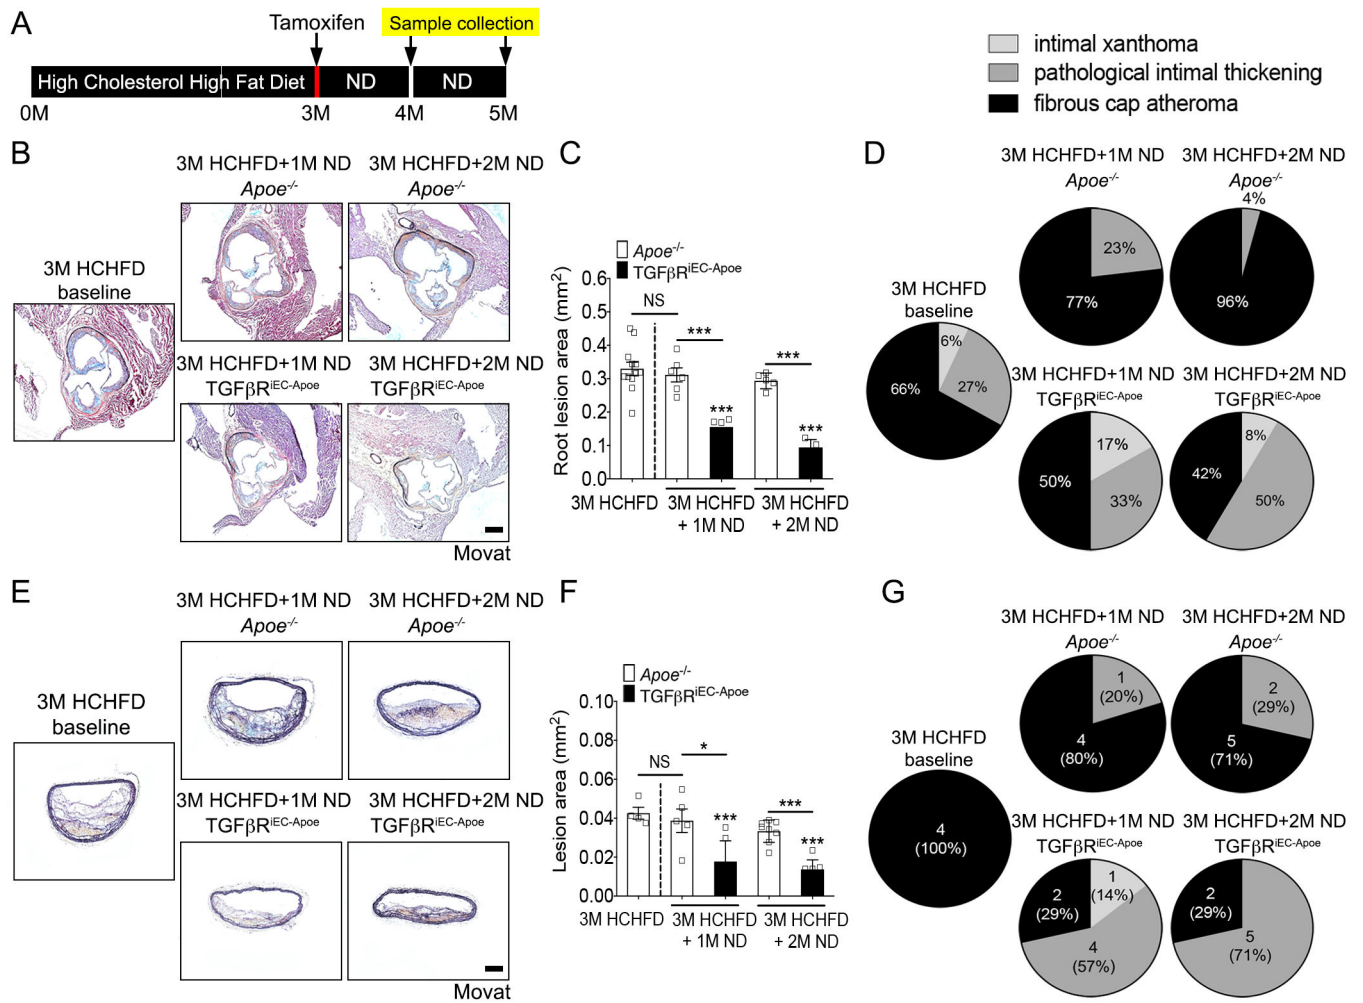 A
Tamoxifen
Sample collection
High Cholesterol High Fat Diet
ND
ND
0M
3M
4M
5M
intimal xanthoma
pathological intimal thickening
fibrous cap atheroma
B
3M HCHFD+1M ND
Apoe-/-
3M HCHFD+2M ND
Apoe-/-
3M HCHFD
baseline
3M HCHFD+1M ND
TGFβRiEC-Apoe
3M HCHFD+2M ND
TGFβRiEC-Apoe
Movat
C
Apoe-/-
TGFβRiEC-Apoe
Root lesion area (mm2)
0.6
0.5
0.4
0.3
0.2
0.1
0.0
NS
***
***
***
***
3M HCHFD
3M HCHFD
+ 1M ND
3M HCHFD
+ 2M ND
D
3M HCHFD+1M ND
Apoe-/-
23%
77%
3M HCHFD+2M ND
Apoe-/-
4%
96%
3M HCHFD
baseline
6%
27%
66%
3M HCHFD+1M ND
TGFβRiEC-Apoe
17%
50%
33%
3M HCHFD+2M ND
TGFβRiEC-Apoe
8%
42%
50%
E
3M HCHFD+1M ND
Apoe-/-
3M HCHFD+2M ND
Apoe-/-
3M HCHFD
baseline
3M HCHFD+1M ND
TGFβRiEC-Apoe
3M HCHFD+2M ND
TGFβRiEC-Apoe
Movat
F
Apoe-/-
TGFβRiEC-Apoe
Lesion area (mm2)
0.10
0.08
0.06
0.04
0.02
0.00
NS
*
***
***
***
3M HCHFD
3M HCHFD
+ 1M ND
3M HCHFD
+ 2M ND
G
3M HCHFD+1M ND
Apoe-/-
1
(20%)
4
(80%)
3M HCHFD+2M ND
Apoe-/-
2
(29%)
5
(71%)
3M HCHFD
baseline
4
(100%)
3M HCHFD+1M ND
TGFβRiEC-Apoe
1
(14%)
2
(29%)
4
(57%)
3M HCHFD+2M ND
TGFβRiEC-Apoe
2
(29%)
5
(71%)